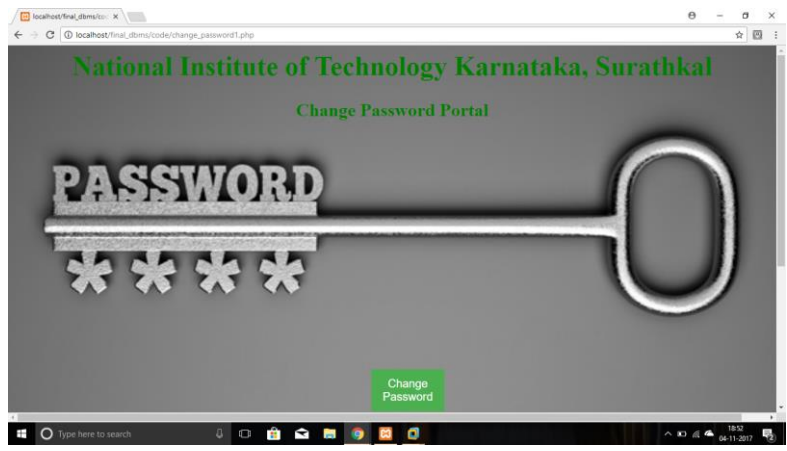 localhost/final_dbms/co
localhost/final_dbms/code/change_password1.php
National Institute of Technology Karnataka, Surathkal
Change Password Portal
PASSWORD
****
Change
Password
Type here to search
18:52
04-11-2017